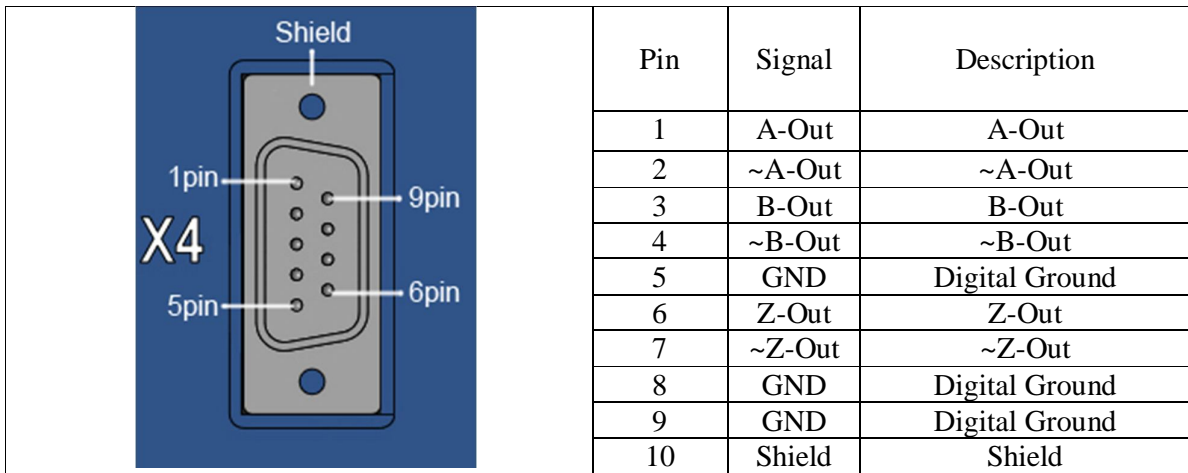 Shield
1pin
9pin
X4
5pin
6pin
Pin Signal Description
1 A-Out A-Out
2 ~A-Out ~A-Out
3 B-Out B-Out
4 ~B-Out ~B-Out
5 GND Digital Ground
6 Z-Out Z-Out
7 ~Z-Out ~Z-Out
8 GND Digital Ground
9 GND Digital Ground
10 Shield Shield